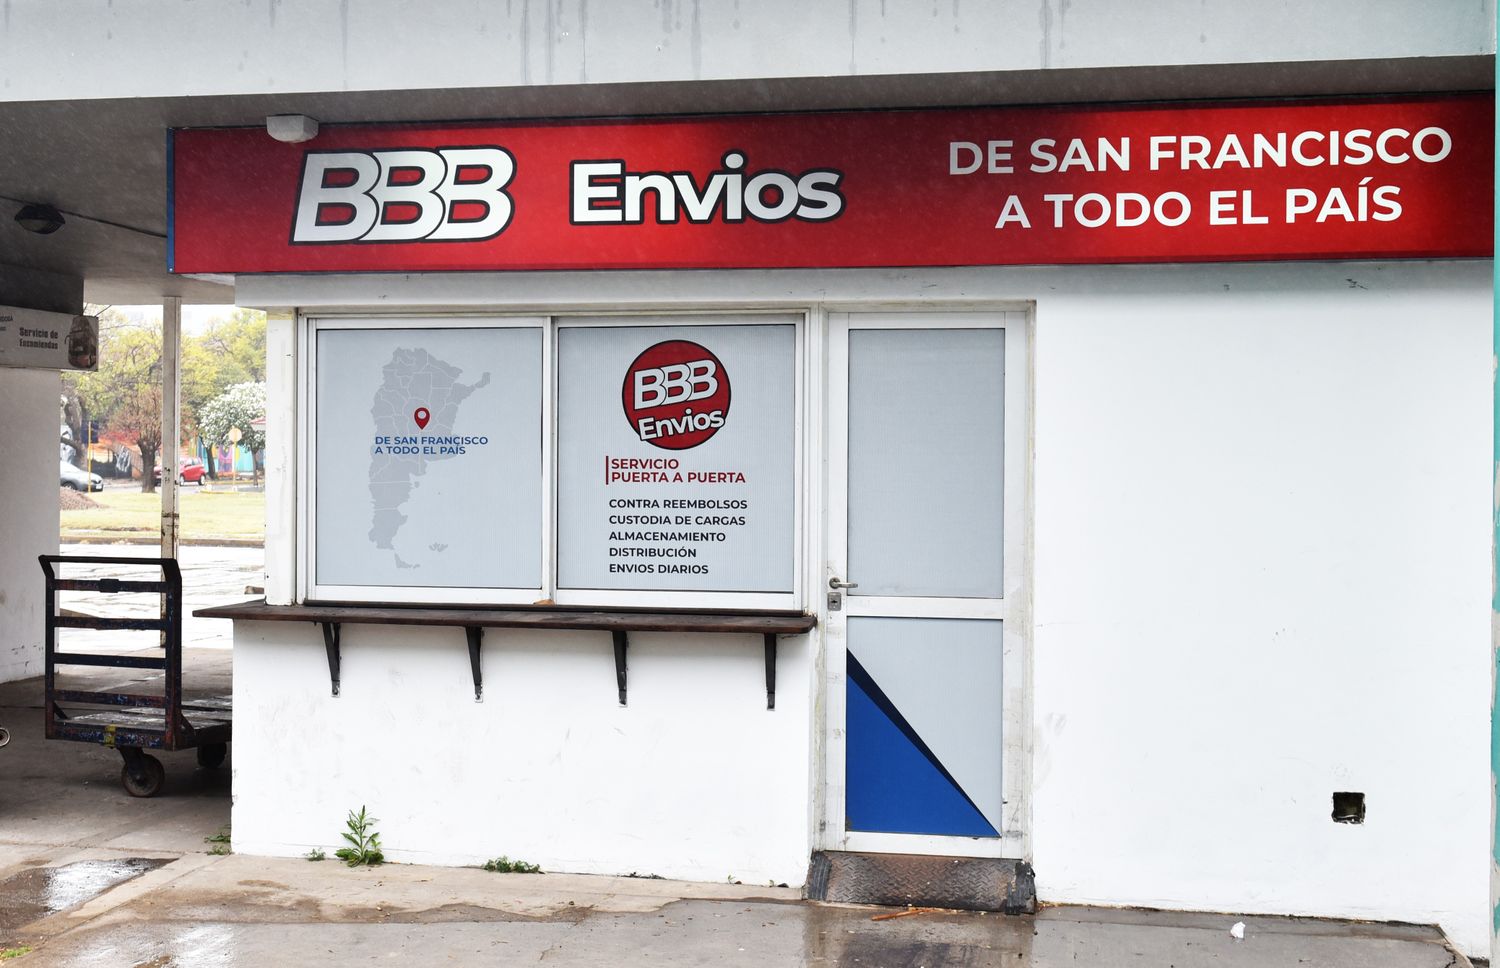 BBB Envios
DE SAN FRANCISCO
A TODO EL PAÍS
Servicio de
Encomiendas
DE SAN FRANCISCO
A TODO EL PAÍS
BBB
Envios
SERVICIO
PUERTA A PUERTA
CONTRA REEMBOLSOS
CUSTODIA DE CARGAS
ALMACENAMIENTO
DISTRIBUCIÓN
ENVIOS DIARIOS